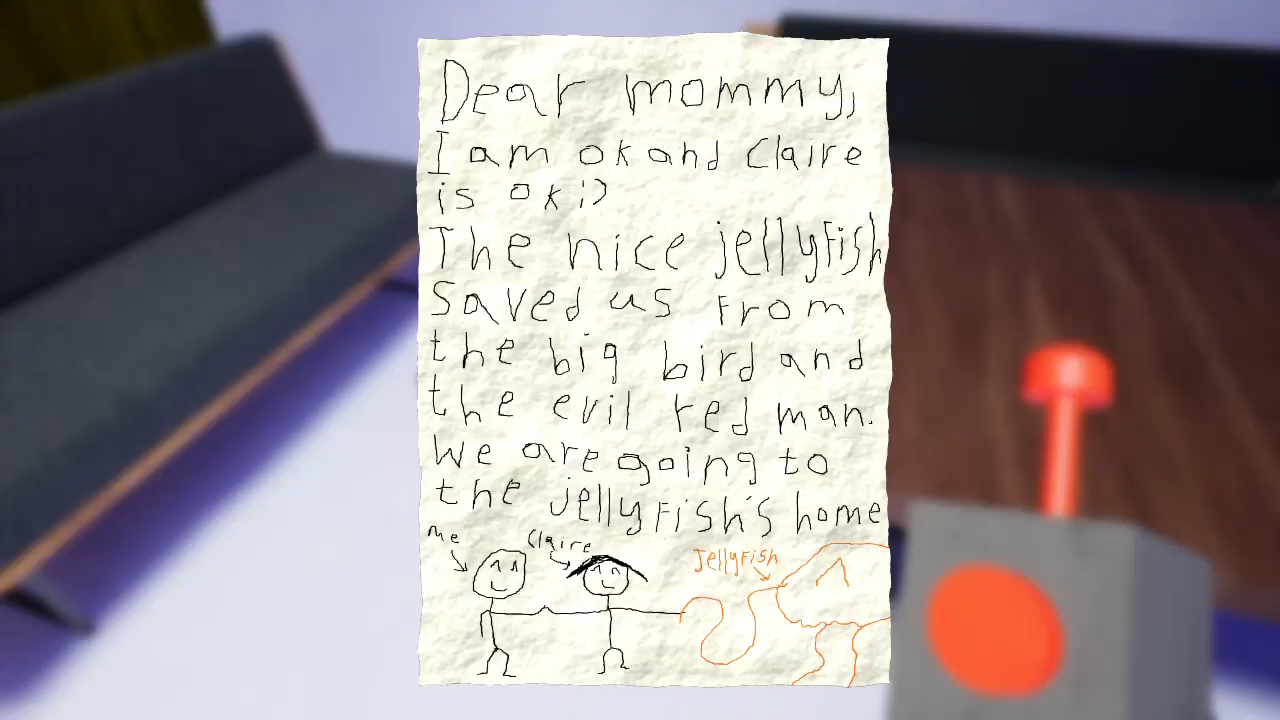 Dear mommy,
I am ok and Claire
is ok :)
The nice jellyfish
saved us from
the big bird and
the evil red man.
We are going to
the jellyfish's home
Me
Claire
Jellyfish